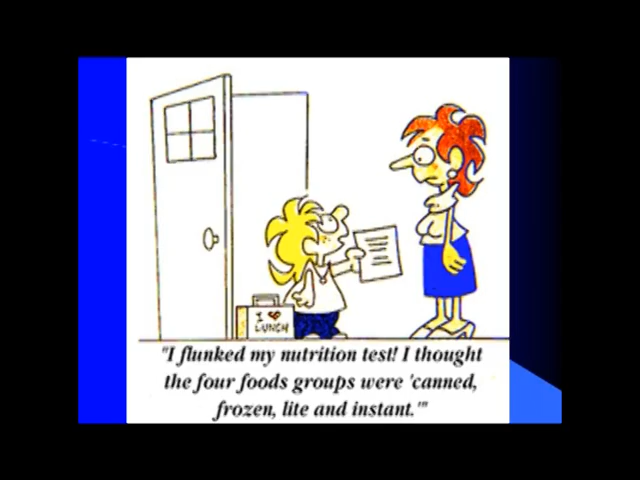 I ❤ LUNCH
"I flunked my nutrition test! I thought
the four foods groups were 'canned,
frozen, lite and instant.'"